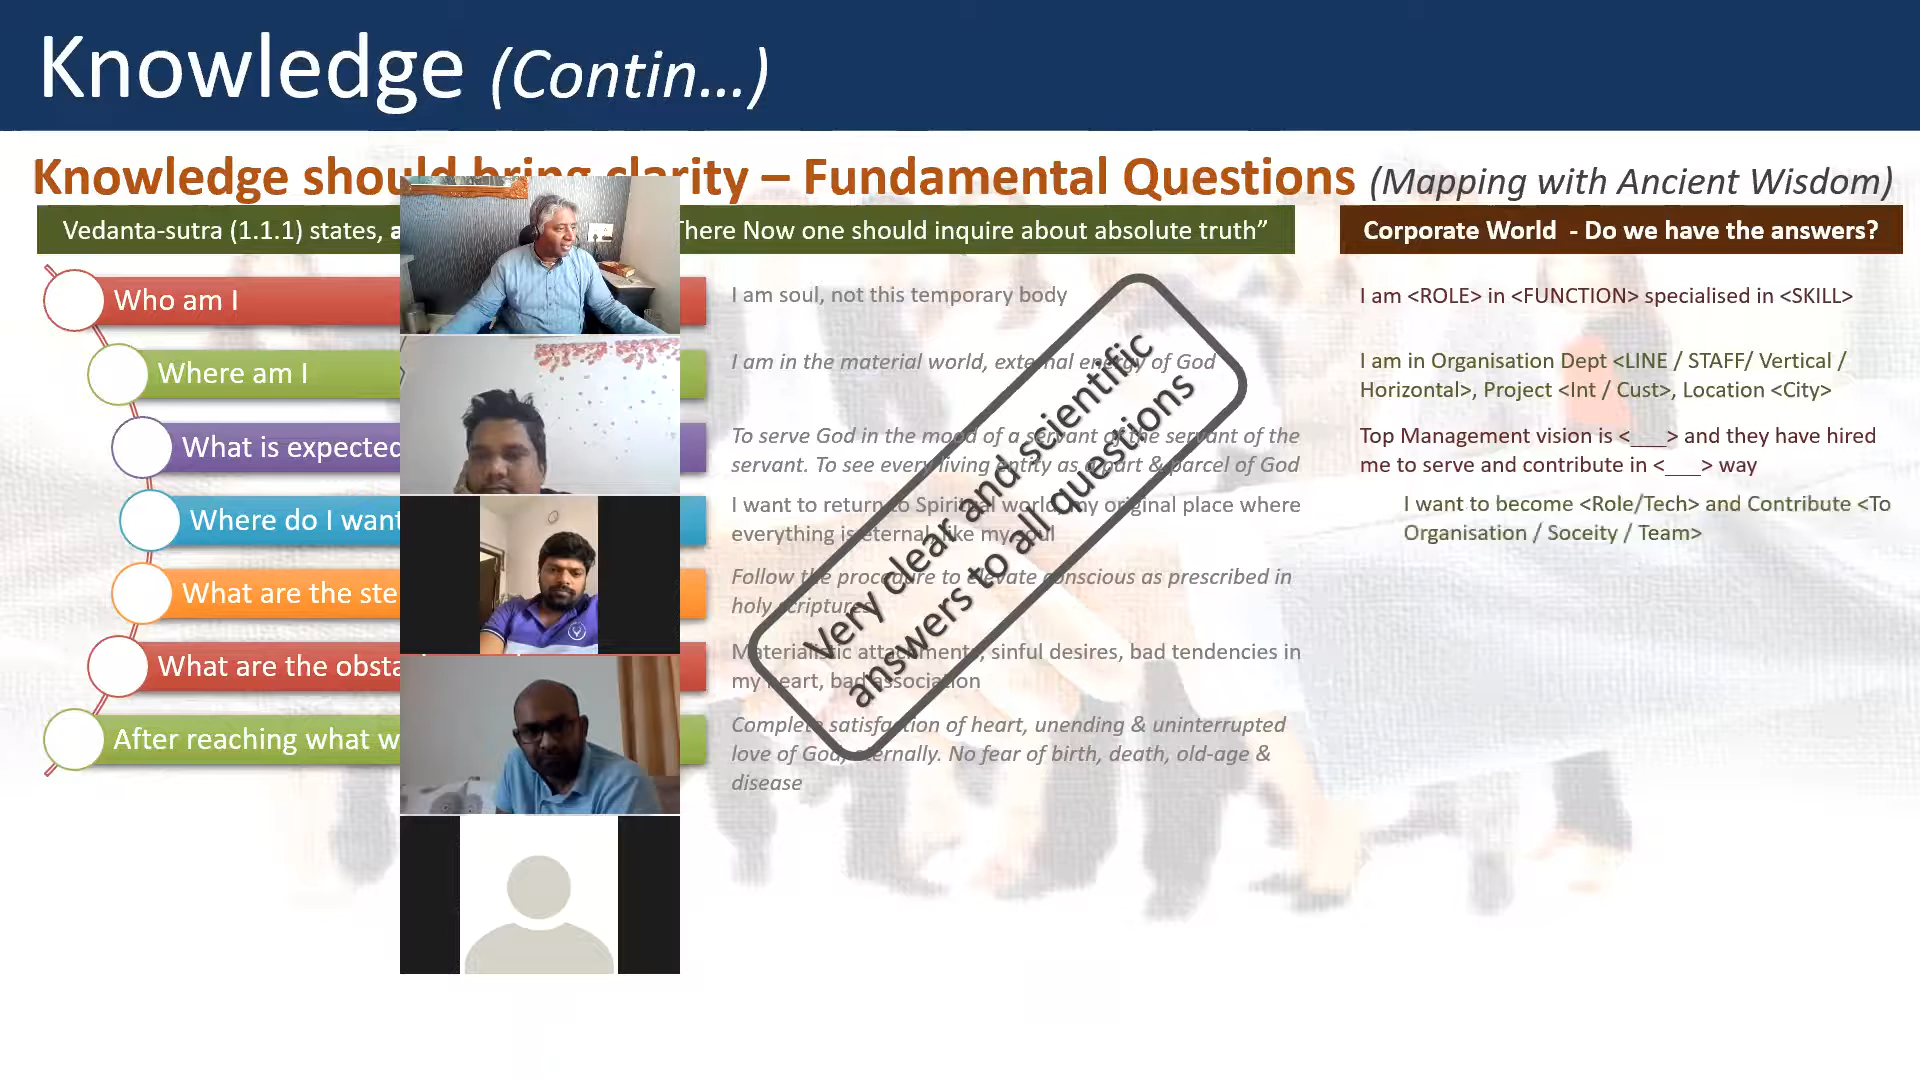 Knowledge (Contin...)
Knowledge should bring clarity – Fundamental Questions (Mapping with Ancient Wisdom)
Vedanta-sutra (1.1.1) states, There Now one should inquire about absolute truth”
Corporate World - Do we have the answers?
Who am I
I am soul, not this temporary body
I am <ROLE> in <FUNCTION> specialised in <SKILL>
Where am I
I am in the material world, external energy of God
I am in Organisation Dept <LINE / STAFF/ Vertical /
Horizontal>, Project <Int / Cust>, Location <City>
What is expected
To serve God in the mood of a servant of the servant of the
servant. To see every living entity as a part & parcel of God
Top Management vision is <___> and they have hired
me to serve and contribute in <___> way
Where do I want
I want to return to Spiritual world, my original place where
everything is eternal like my soul
I want to become <Role/Tech> and Contribute <To
Organisation / Soceity / Team>
What are the
Follow the procedure to elevate conscious as prescribed in
holy scriptures
What are the
Materialistic attachments, sinful desires, bad tendencies in
my heart, bad association
After reaching what
Complete satisfaction of heart, unending & uninterrupted
love of God, eternally. No fear of birth, death, old-age &
disease
Very clear and scientific
answers to all questions